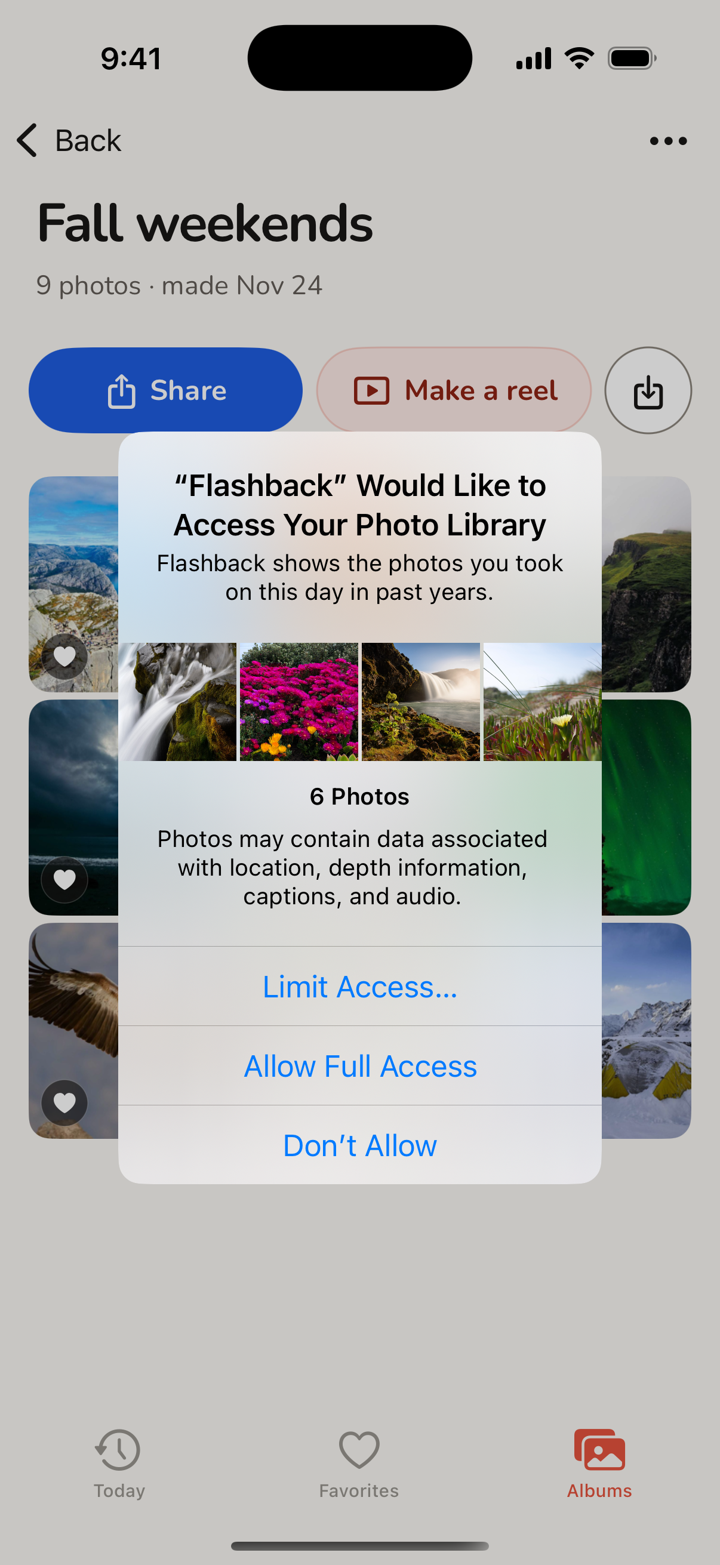 9:41
Back
Fall weekends
9 photos · made Nov 24
Share
Make a reel
“Flashback” Would Like to
Access Your Photo Library
Flashback shows the photos you took
on this day in past years.
6 Photos
Photos may contain data associated
with location, depth information,
captions, and audio.
Limit Access...
Allow Full Access
Don’t Allow
Today
Favorites
Albums